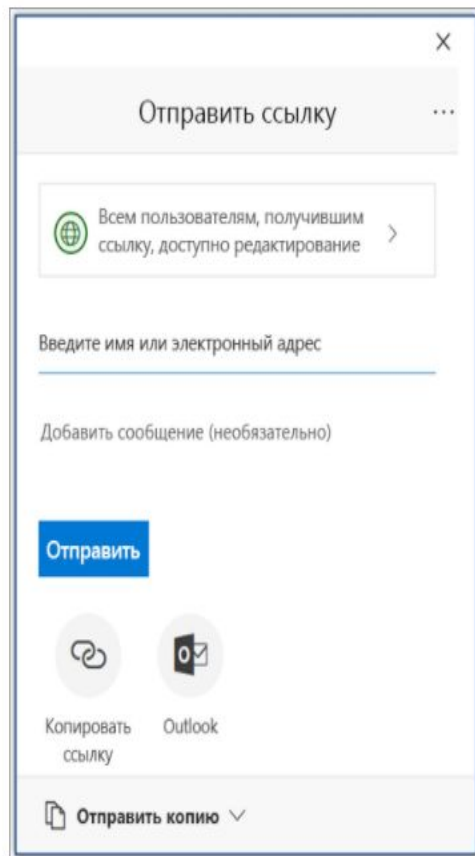 Отправить ссылку
Всем пользователям, получившим
ссылку, доступно редактирование
Введите имя или электронный адрес
Добавить сообщение (необязательно)
Отправить
Копировать
ссылку
Outlook
Отправить копию